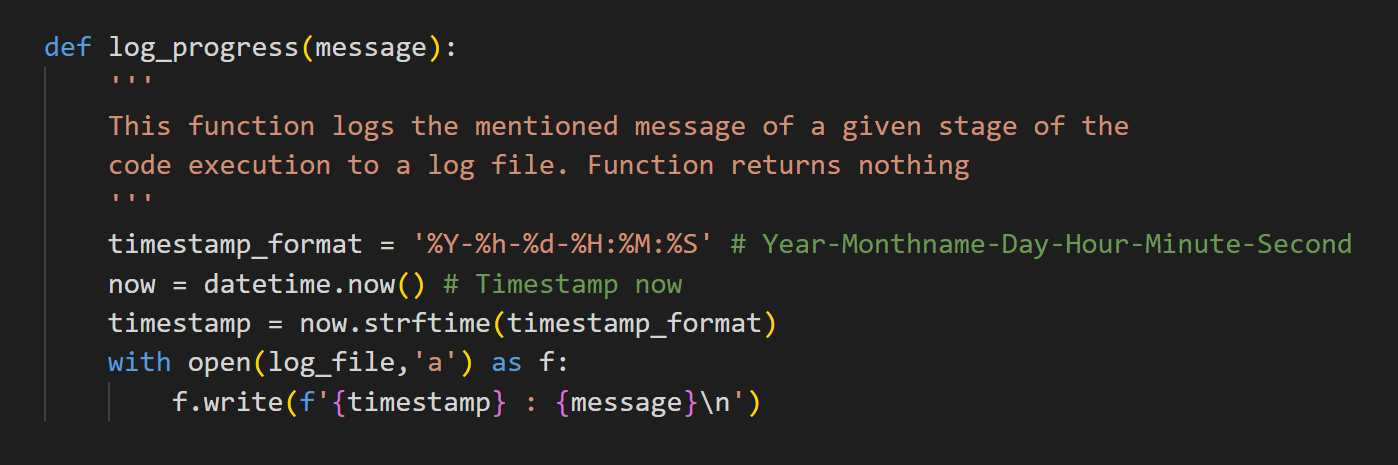 def log_progress(message):
    '''
    This function logs the mentioned message of a given stage of the
    code execution to a log file. Function returns nothing
    '''
    timestamp_format = '%Y-%h-%d-%H:%M:%S' # Year-Monthname-Day-Hour-Minute-Second
    now = datetime.now() # Timestamp now
    timestamp = now.strftime(timestamp_format)
    with open(log_file,'a') as f:
        f.write(f'{timestamp} : {message}\n')